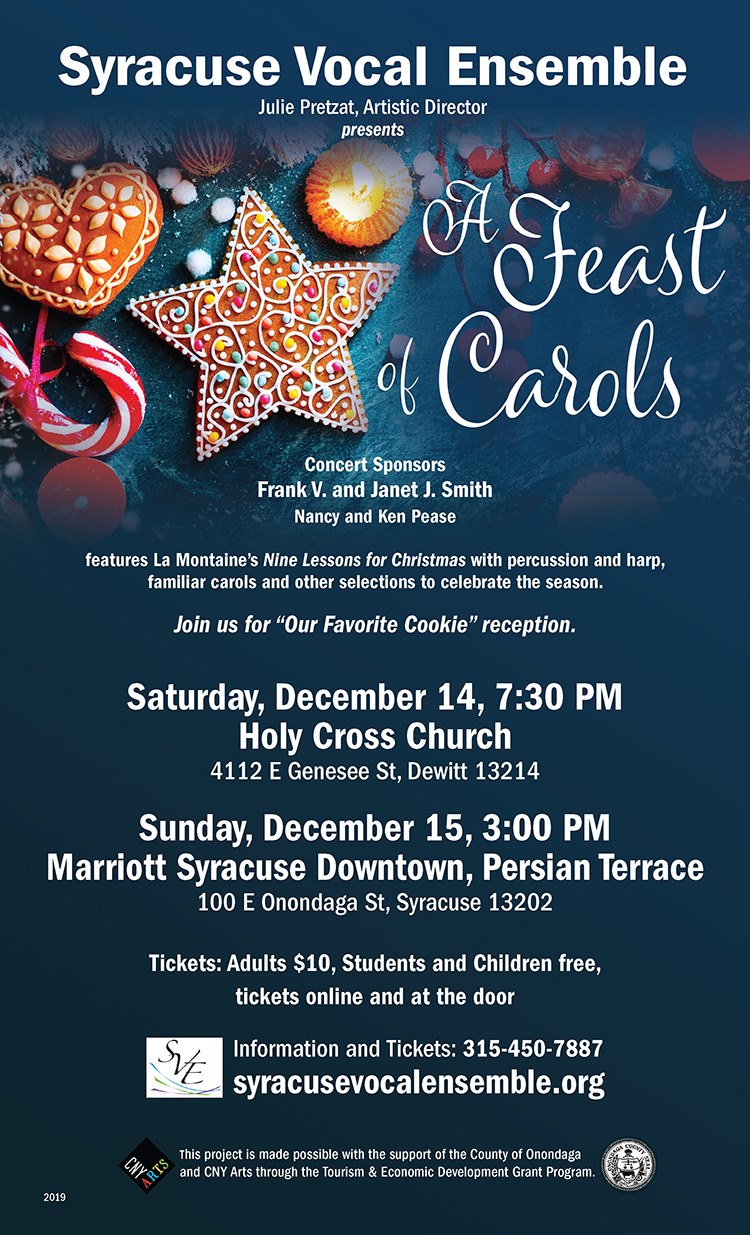 Syracuse Vocal Ensemble
Julie Pretzat, Artistic Director
presents
A
Feast
of Carols
Concert Sponsors
Frank V. and Janet J. Smith
Nancy and Ken Pease
features La Montaine's Nine Lessons for Christmas with percussion and harp,
familiar carols and other selections to celebrate the season.
Join us for “Our Favorite Cookie” reception.
Saturday, December 14, 7:30 PM
Holy Cross Church
4112 E Genesee St, Dewitt 13214
Sunday, December 15, 3:00 PM
Marriott Syracuse Downtown, Persian Terrace
100 E Onondaga St, Syracuse 13202
Tickets: Adults $10, Students and Children free,
tickets online and at the door
SVE
Information and Tickets: 315-450-7887
syracusevocalensemble.org
CNY ARTS
This project is made possible with the support of the County of Onondaga
and CNY Arts through the Tourism & Economic Development Grant Program.
2019